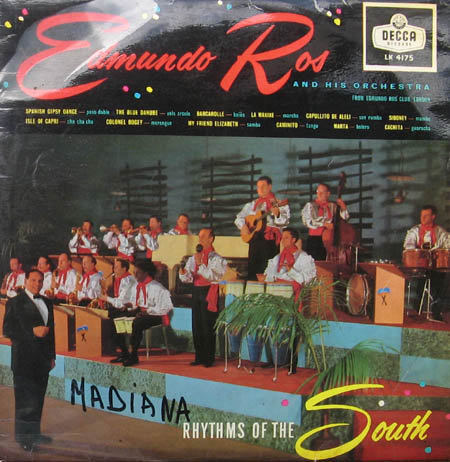 Edmundo Ros
DECCA
RECORDS
LK 4175
AND HIS ORCHESTRA
FROM EDMUNDO ROS CLUB, LONDON
SPANISH GIPSY DANCE — paso doble THE BLUE DANUBE — vals criollo BARCAROLLE — baião LA MARINE — marcha CAPULLITO DE ALELI — son rumba SIBONEY — mambo
ISLE OF CAPRI — cha cha cha COLONEL BOGEY — merengue MY FRIEND ELIZABETH — samba CAMINITO — tango MARTA — bolero CACHITA — guaracha
MADIANA
RHYTHMS OF THE South